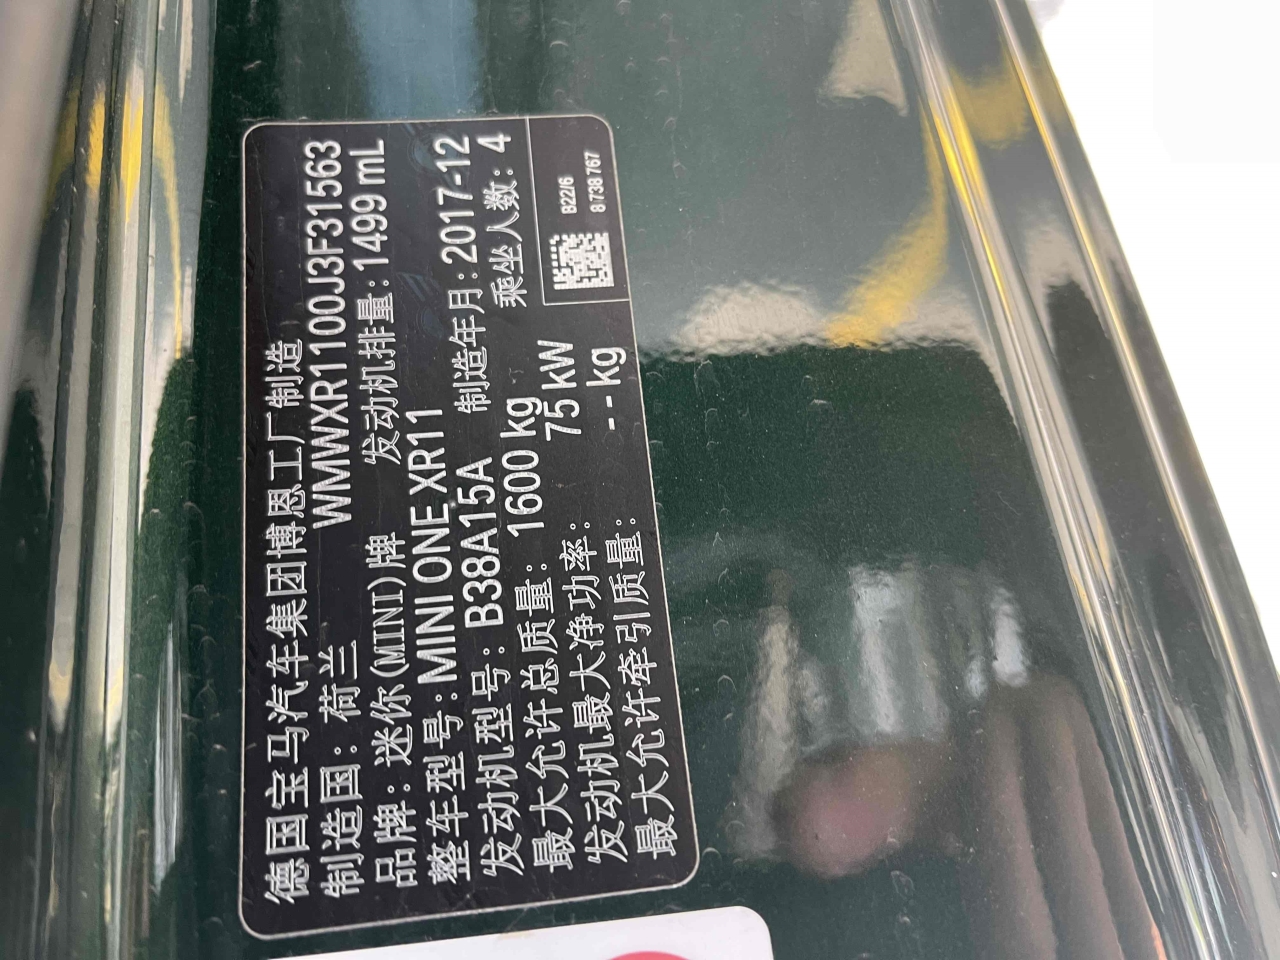 德国宝马汽车集团博恩工厂制造
制造国：荷兰 WMWXR1100J3F31563
品牌：迷你(MINI)牌 发动机排量：1499 mL
整车型号：MINI ONE XR11
发动机型号：B38A15A 制造年月：2017-12
最大允许总质量：1600 kg 乘坐人数：4
发动机最大净功率：75 kW
最大允许牵引质量：-- kg
B22/6
8 738 767